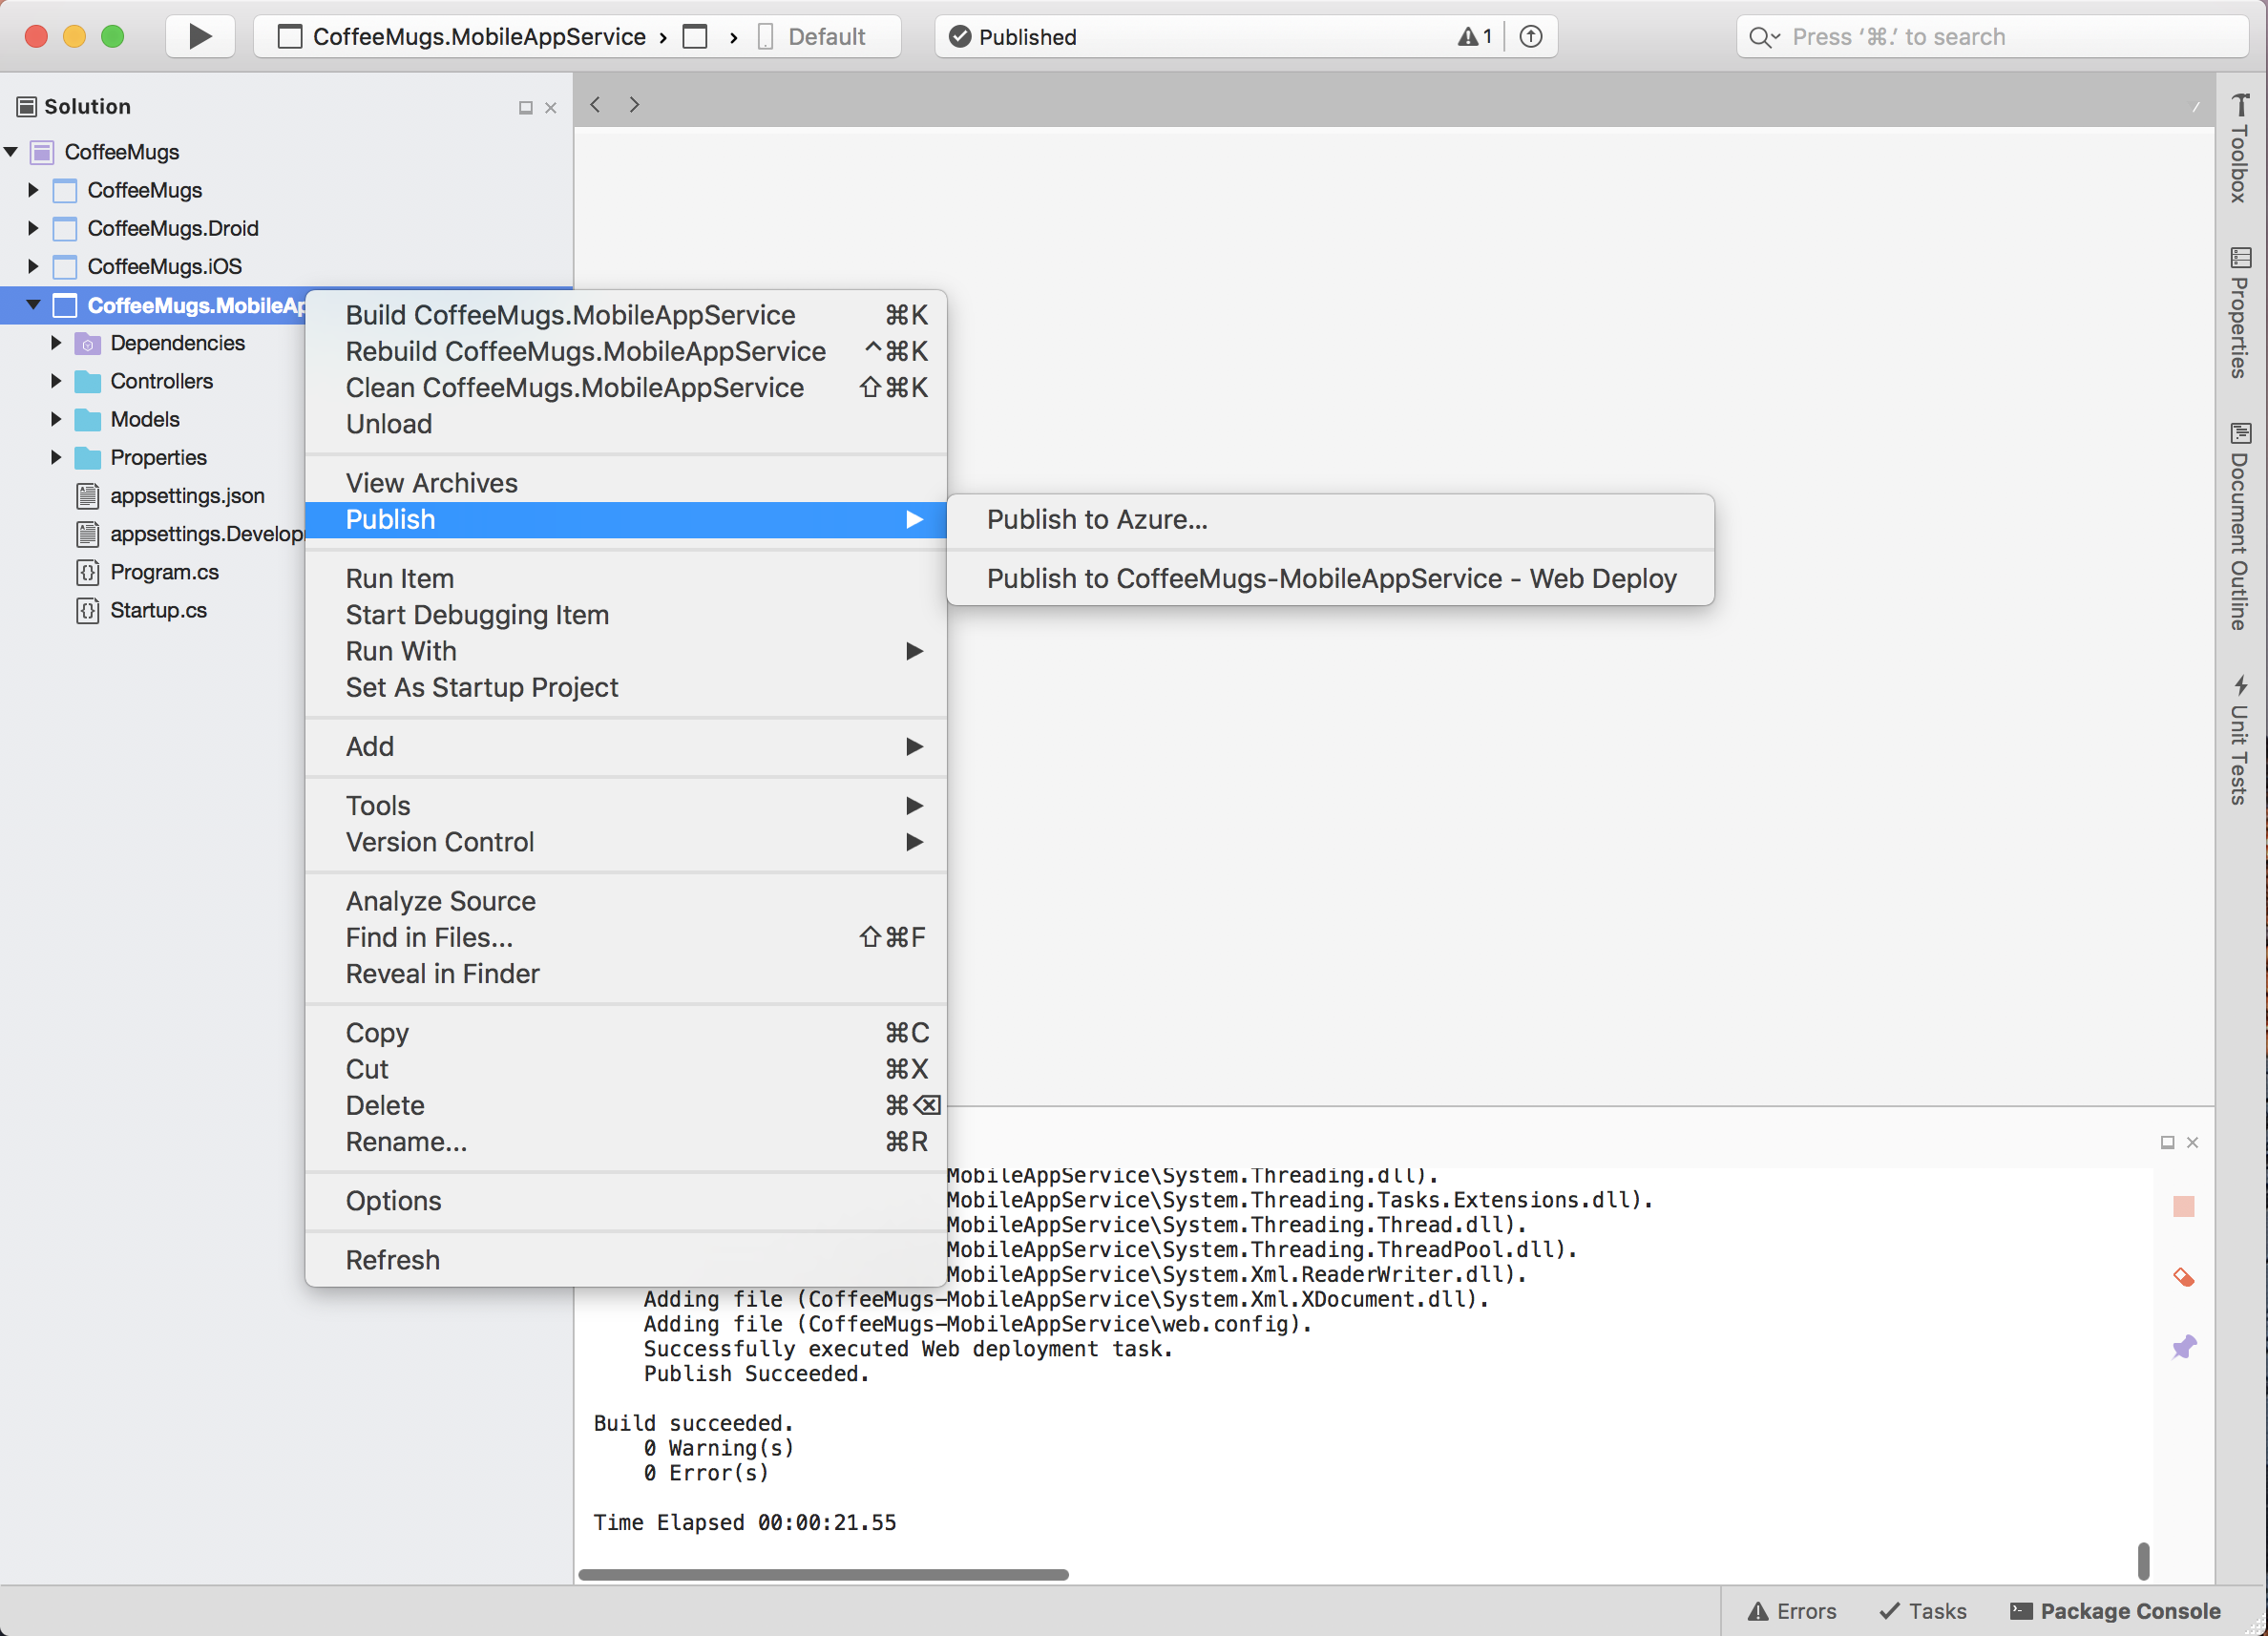 CoffeeMugs.MobileAppService › › Default
Published
1
Press ‘⌘.’ to search
Solution
CoffeeMugs
CoffeeMugs
CoffeeMugs.Droid
CoffeeMugs.iOS
CoffeeMugs.MobileAp
Dependencies
Controllers
Models
Properties
appsettings.json
appsettings.Develop
Program.cs
Startup.cs
Build CoffeeMugs.MobileAppService ⌘K
Rebuild CoffeeMugs.MobileAppService ^⌘K
Clean CoffeeMugs.MobileAppService ⇧⌘K
Unload
View Archives
Publish
Run Item
Start Debugging Item
Run With
Set As Startup Project
Add
Tools
Version Control
Analyze Source
Find in Files... ⇧⌘F
Reveal in Finder
Copy ⌘C
Cut ⌘X
Delete ⌘⌫
Rename... ⌘R
Options
Refresh
Publish to Azure...
Publish to CoffeeMugs-MobileAppService - Web Deploy
MobileAppService\System.Threading.dll).
MobileAppService\System.Threading.Tasks.Extensions.dll).
MobileAppService\System.Threading.Thread.dll).
MobileAppService\System.Threading.ThreadPool.dll).
MobileAppService\System.Xml.ReaderWriter.dll).
Adding file (CoffeeMugs-MobileAppService\System.Xml.XDocument.dll).
Adding file (CoffeeMugs-MobileAppService\web.config).
Successfully executed Web deployment task.
Publish Succeeded.
Build succeeded.
0 Warning(s)
0 Error(s)
Time Elapsed 00:00:21.55
Toolbox
Properties
Document Outline
Unit Tests
Errors
Tasks
Package Console